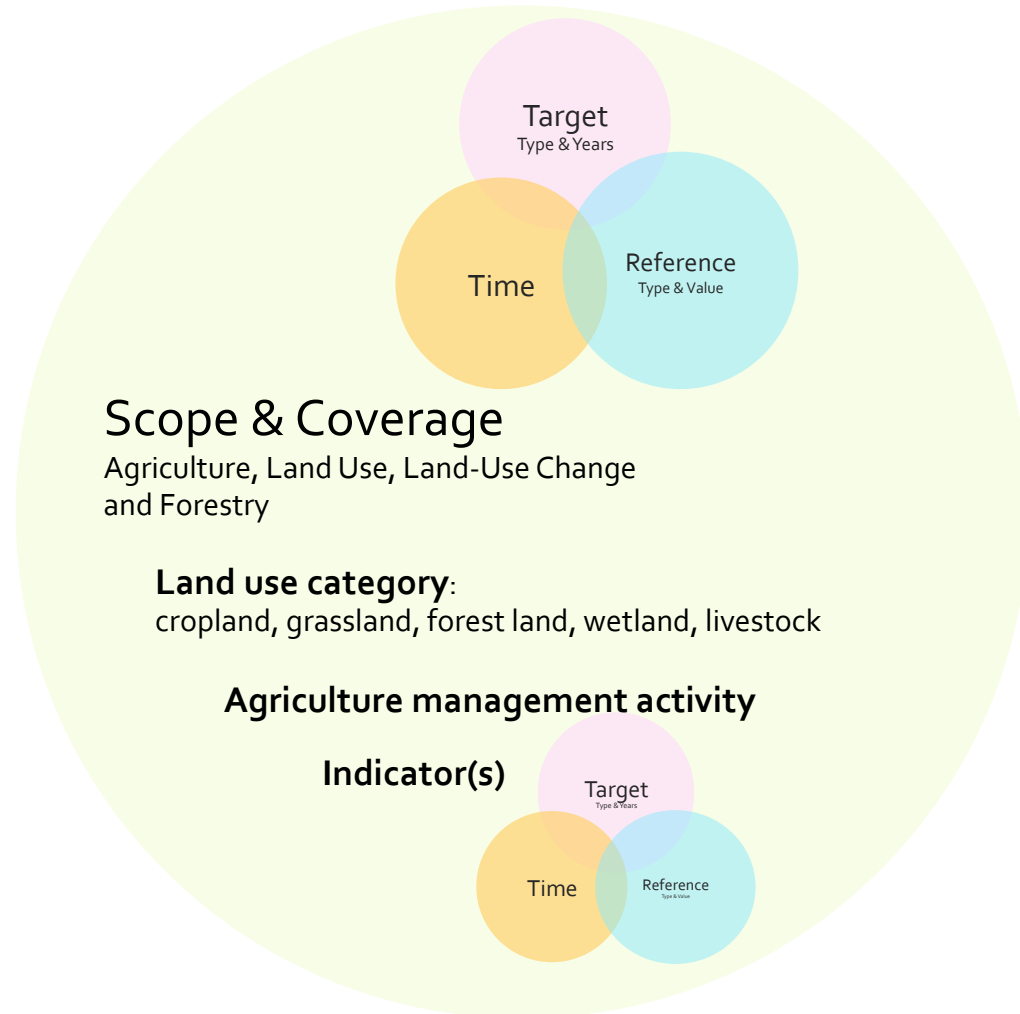 Target
Type & Years
Reference
Type & Value
Time
Scope & Coverage
Agriculture, Land Use, Land-Use Change
and Forestry
Land use category:
cropland, grassland, forest land, wetland, livestock
Agriculture management activity
Indicator(s)
Target
Type & Years
Time
Reference
Type & Value